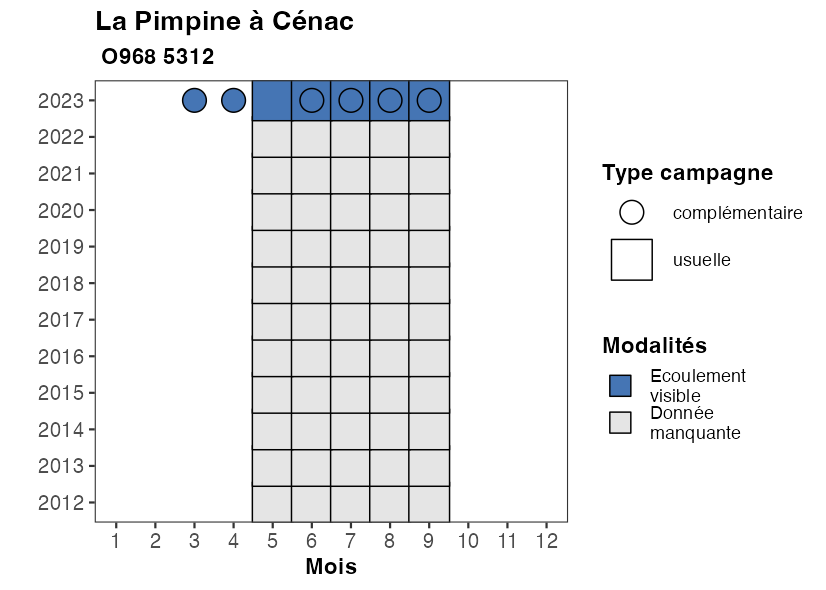 La Pimpine à Cénac
O968 5312
2023
2022
2021
2020
2019
2018
2017
2016
2015
2014
2013
2012
1 2 3 4 5 6 7 8 9 10 11 12
Mois
Type campagne
complémentaire
usuelle
Modalités
Ecoulement
visible
Donnée
manquante